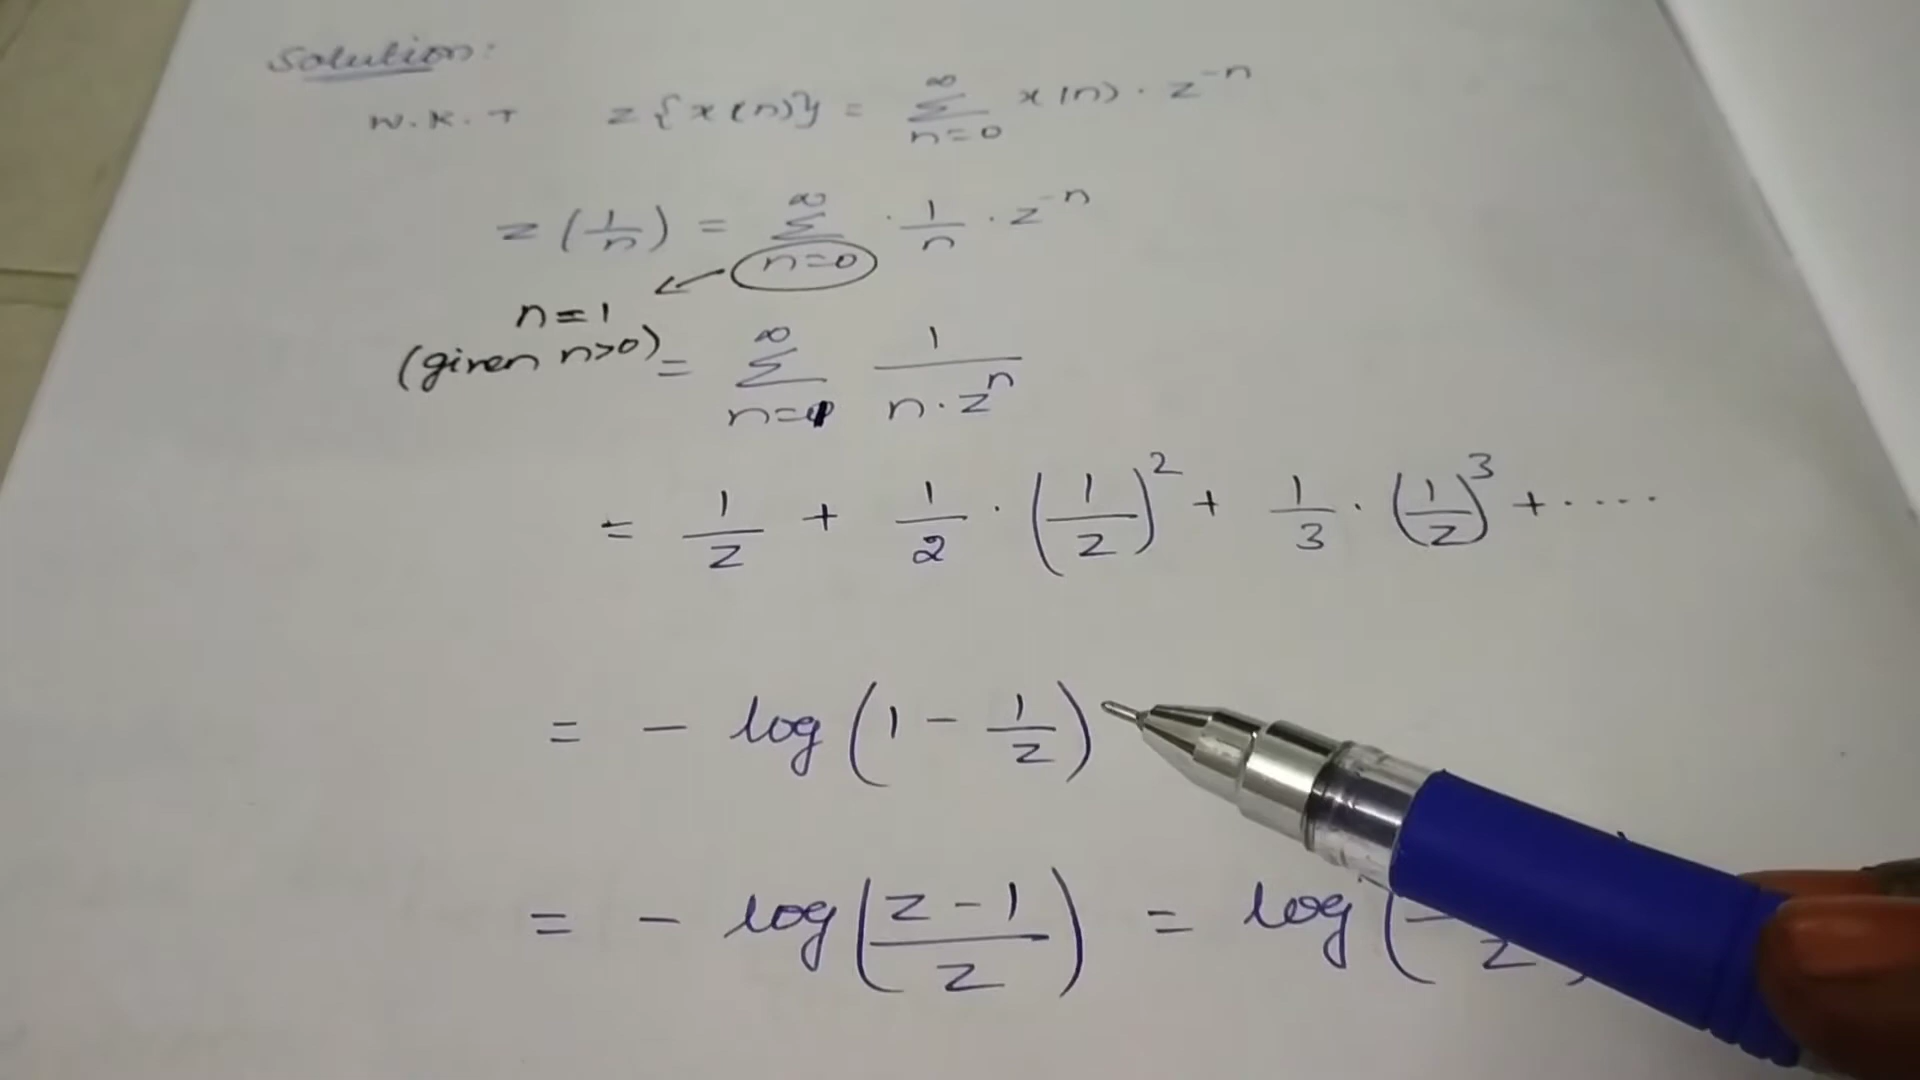 Solution:
W.K.T z{x(n)} = ∞ Σ n=0 x(n) · z^-n
z(1/n) = ∞ Σ n=0 · 1/n · z^-n
n=1
(given n>0) = ∞ Σ n=1 1/(n·z^n)
= 1/z + 1/2 · (1/z)^2 + 1/3 · (1/z)^3 + ·····
= - log(1 - 1/z)
= - log((z-1)/z) = log(